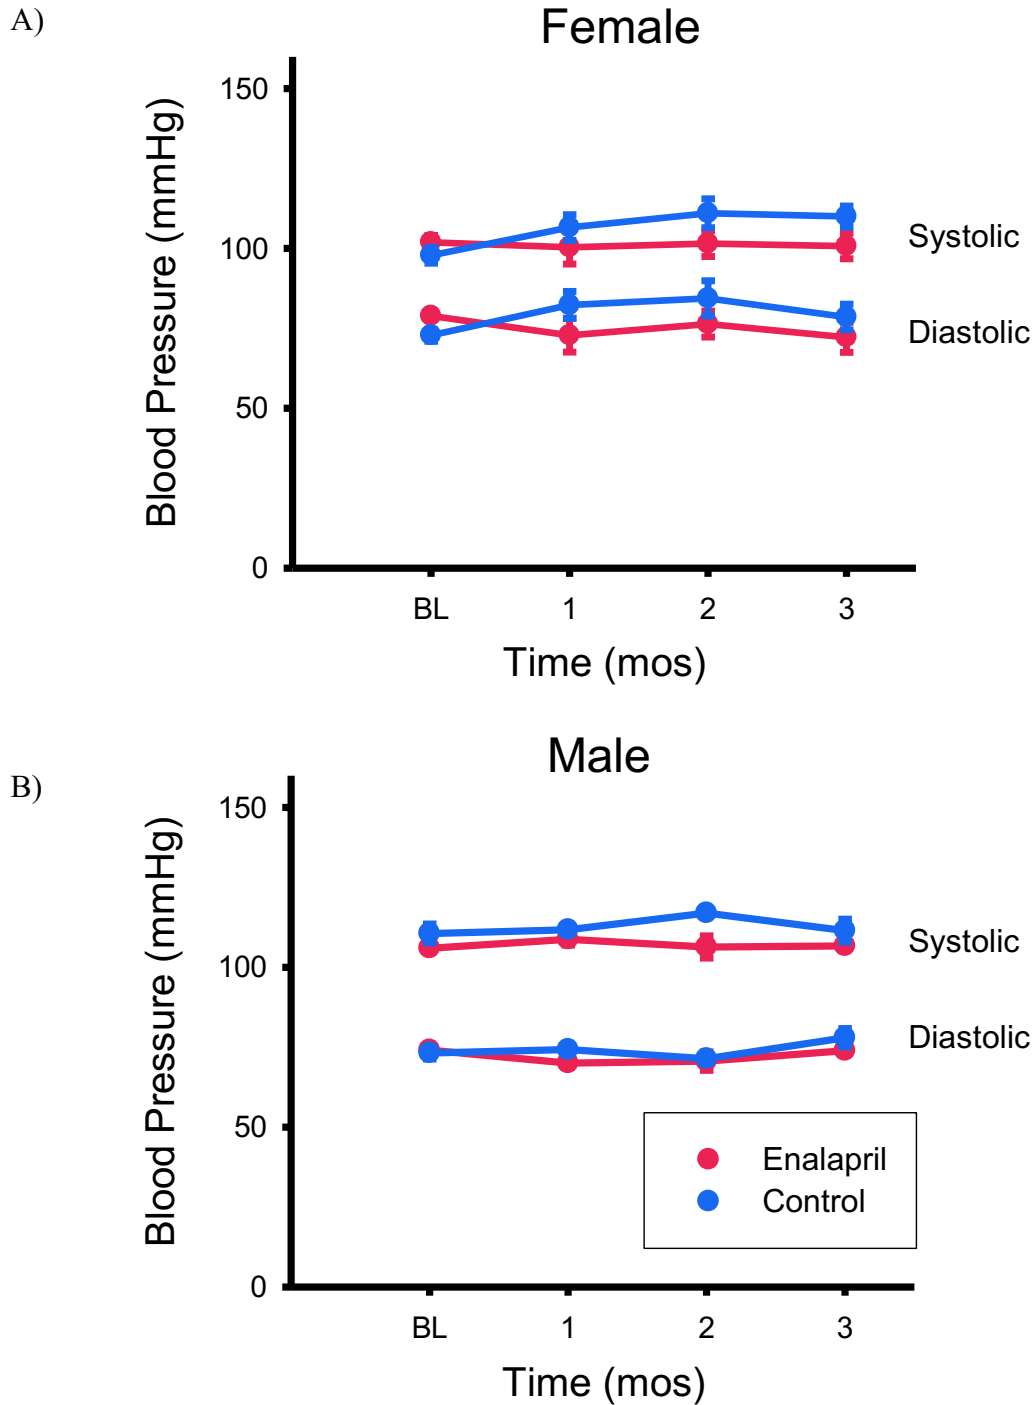 A)
Female
Blood Pressure (mmHg)
150
100
50
0
Systolic
Diastolic
BL 1 2 3
Time (mos)
B)
Male
Blood Pressure (mmHg)
150
100
50
0
Systolic
Diastolic
Enalapril
Control
BL 1 2 3
Time (mos)